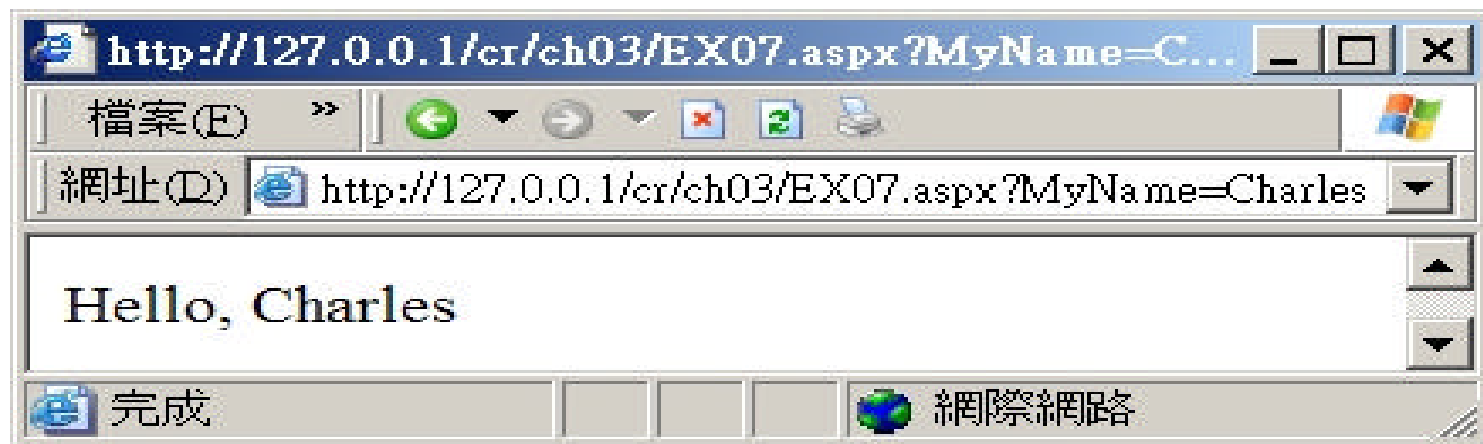 http://127.0.0.1/cr/ch03/EX07.aspx?MyName=C...
檔案(E) »
網址(D) http://127.0.0.1/cr/ch03/EX07.aspx?MyName=Charles
Hello, Charles
完成 網際網路